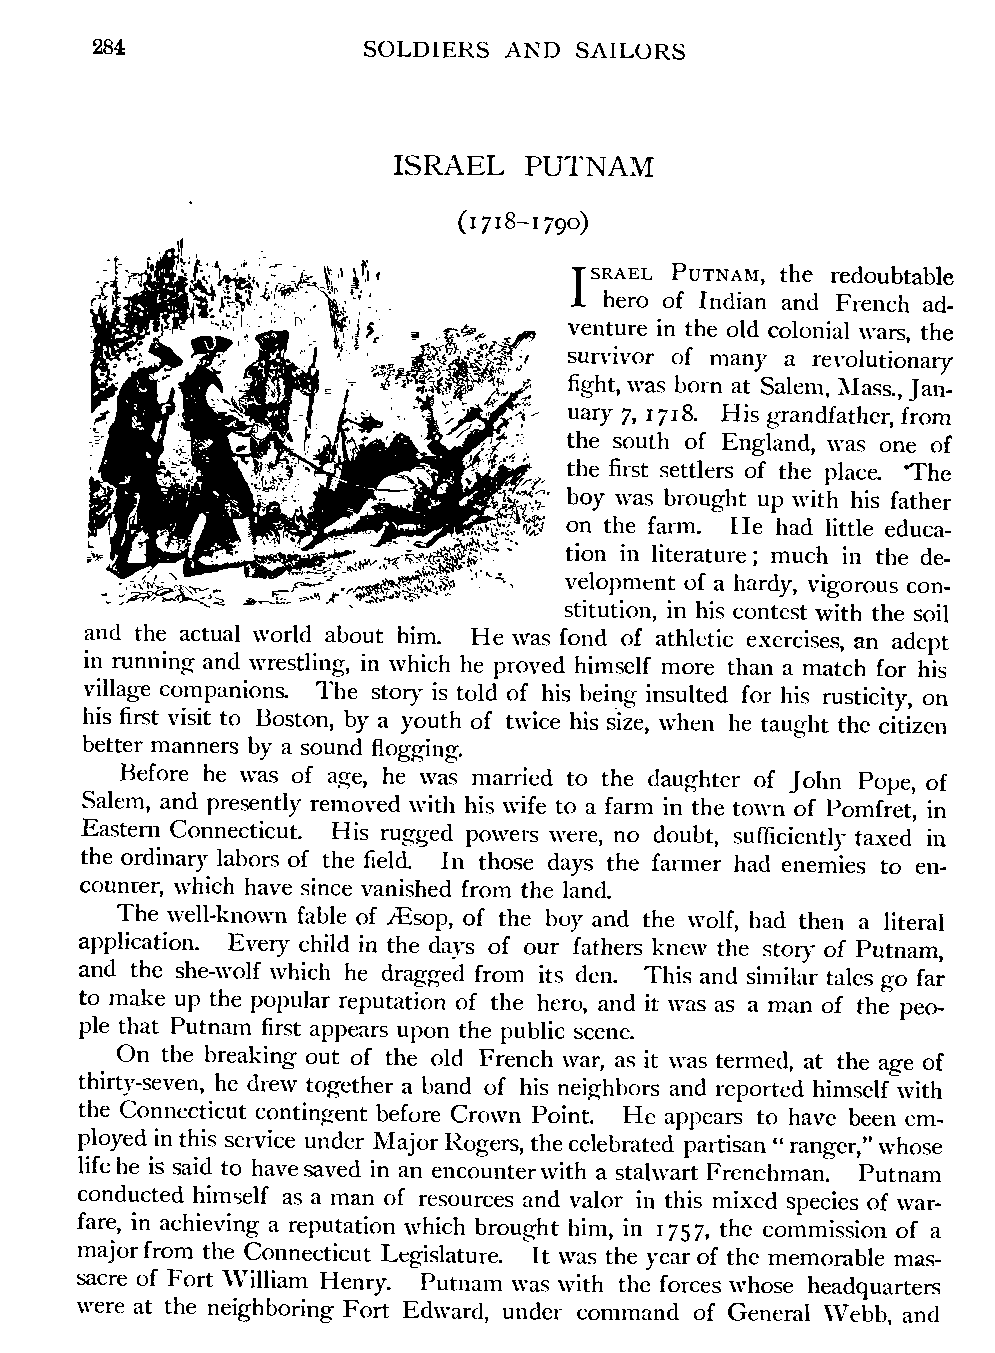 284
SOLDIERS AND SAILORS
ISRAEL PUTNAM
(1718-1790)
ISRAEL PUTNAM, the redoubtable
hero of Indian and French ad-
venture in the old colonial wars, the
survivor of many a revolutionary
fight, was born at Salem, Mass., Jan-
uary 7, 1718. His grandfather, from
the south of England, was one of
the first settlers of the place. The
boy was brought up with his father
on the farm. He had little educa-
tion in literature; much in the de-
velopment of a hardy, vigorous con-
stitution, in his contest with the soil
and the actual world about him. He was fond of athletic exercises, an adept
in running and wrestling, in which he proved himself more than a match for his
village companions. The story is told of his being insulted for his rusticity, on
his first visit to Boston, by a youth of twice his size, when he taught the citizen
better manners by a sound flogging.
Before he was of age, he was married to the daughter of John Pope, of
Salem, and presently removed with his wife to a farm in the town of Pomfret, in
Eastern Connecticut. His rugged powers were, no doubt, sufficiently taxed in
the ordinary labors of the field. In those days the farmer had enemies to en-
counter, which have since vanished from the land.
The well-known fable of Æsop, of the boy and the wolf, had then a literal
application. Every child in the days of our fathers knew the story of Putnam,
and the she-wolf which he dragged from its den. This and similar tales go far
to make up the popular reputation of the hero, and it was as a man of the peo-
ple that Putnam first appears upon the public scene.
On the breaking out of the old French war, as it was termed, at the age of
thirty-seven, he drew together a band of his neighbors and reported himself with
the Connecticut contingent before Crown Point. He appears to have been em-
ployed in this service under Major Rogers, the celebrated partisan "ranger," whose
life he is said to have saved in an encounter with a stalwart Frenchman. Putnam
conducted himself as a man of resources and valor in this mixed species of war-
fare, in achieving a reputation which brought him, in 1757, the commission of a
major from the Connecticut Legislature. It was the year of the memorable mas-
sacre of Fort William Henry. Putnam was with the forces whose headquarters
were at the neighboring Fort Edward, under command of General Webb, and